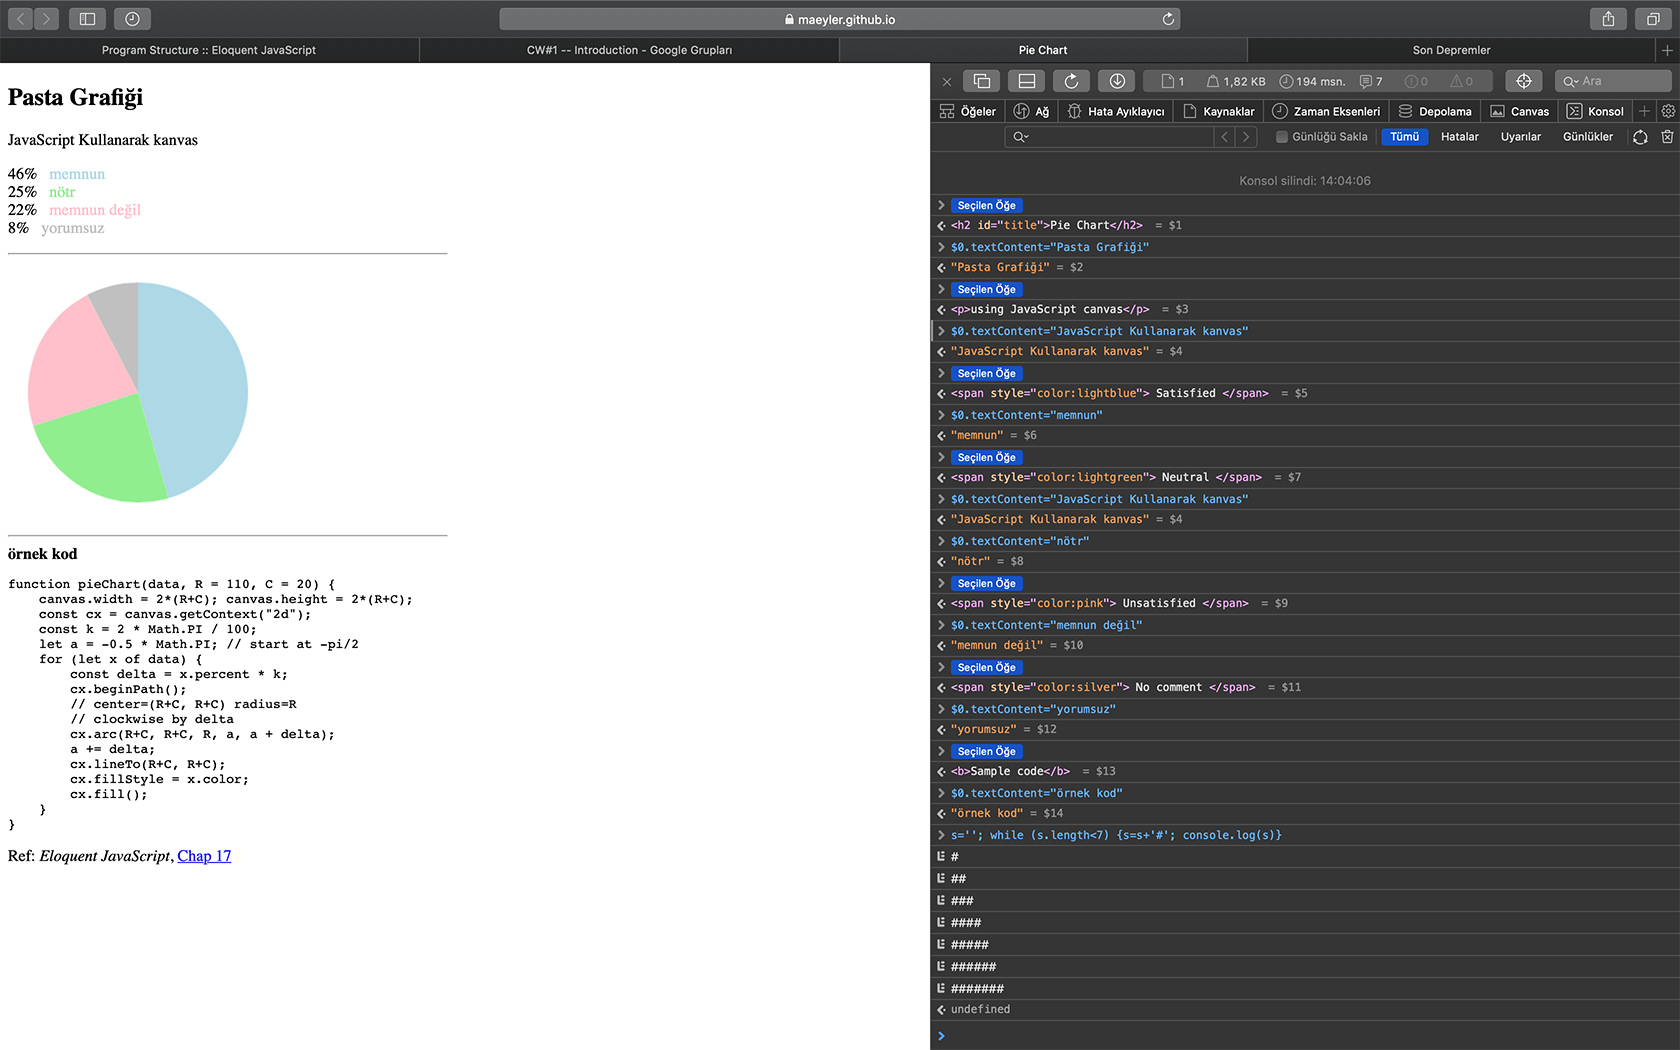 maeyler.github.io
Program Structure :: Eloquent JavaScript
CW#1 -- Introduction - Google Grupları
Pie Chart
Son Depremler
Pasta Grafiği
JavaScript Kullanarak kanvas
46% memnun
25% nötr
22% memnun değil
8% yorumsuz
örnek kod
function pieChart(data, R = 110, C = 20) {
    canvas.width = 2*(R+C); canvas.height = 2*(R+C);
    const cx = canvas.getContext("2d");
    const k = 2 * Math.PI / 100;
    let a = -0.5 * Math.PI; // start at -pi/2
    for (let x of data) {
        const delta = x.percent * k;
        cx.beginPath();
        // center=(R+C, R+C) radius=R
        // clockwise by delta
        cx.arc(R+C, R+C, R, a, a + delta);
        a += delta;
        cx.lineTo(R+C, R+C);
        cx.fillStyle = x.color;
        cx.fill();
    }
}
Ref: Eloquent JavaScript, Chap 17
1 1,82 KB 194 msn. 7 0 0 Ara
Öğeler Ağ Hata Ayıklayıcı Kaynaklar Zaman Eksenleri Depolama Canvas Konsol
Günlüğü Sakla Tümü Hatalar Uyarılar Günlükler
Konsol silindi: 14:04:06
Seçilen Öğe
<h2 id="title">Pie Chart</h2> = $1
$0.textContent="Pasta Grafiği"
"Pasta Grafiği" = $2
Seçilen Öğe
<p>using JavaScript canvas</p> = $3
$0.textContent="JavaScript Kullanarak kanvas"
"JavaScript Kullanarak kanvas" = $4
Seçilen Öğe
<span style="color:lightblue"> Satisfied </span> = $5
$0.textContent="memnun"
"memnun" = $6
Seçilen Öğe
<span style="color:lightgreen"> Neutral </span> = $7
$0.textContent="JavaScript Kullanarak kanvas"
"JavaScript Kullanarak kanvas" = $4
$0.textContent="nötr"
"nötr" = $8
Seçilen Öğe
<span style="color:pink"> Unsatisfied </span> = $9
$0.textContent="memnun değil"
"memnun değil" = $10
Seçilen Öğe
<span style="color:silver"> No comment </span> = $11
$0.textContent="yorumsuz"
"yorumsuz" = $12
Seçilen Öğe
<b>Sample code</b> = $13
$0.textContent="örnek kod"
"örnek kod" = $14
s=''; while (s.length<7) {s=s+'#'; console.log(s)}
#
##
###
####
#####
######
#######
undefined